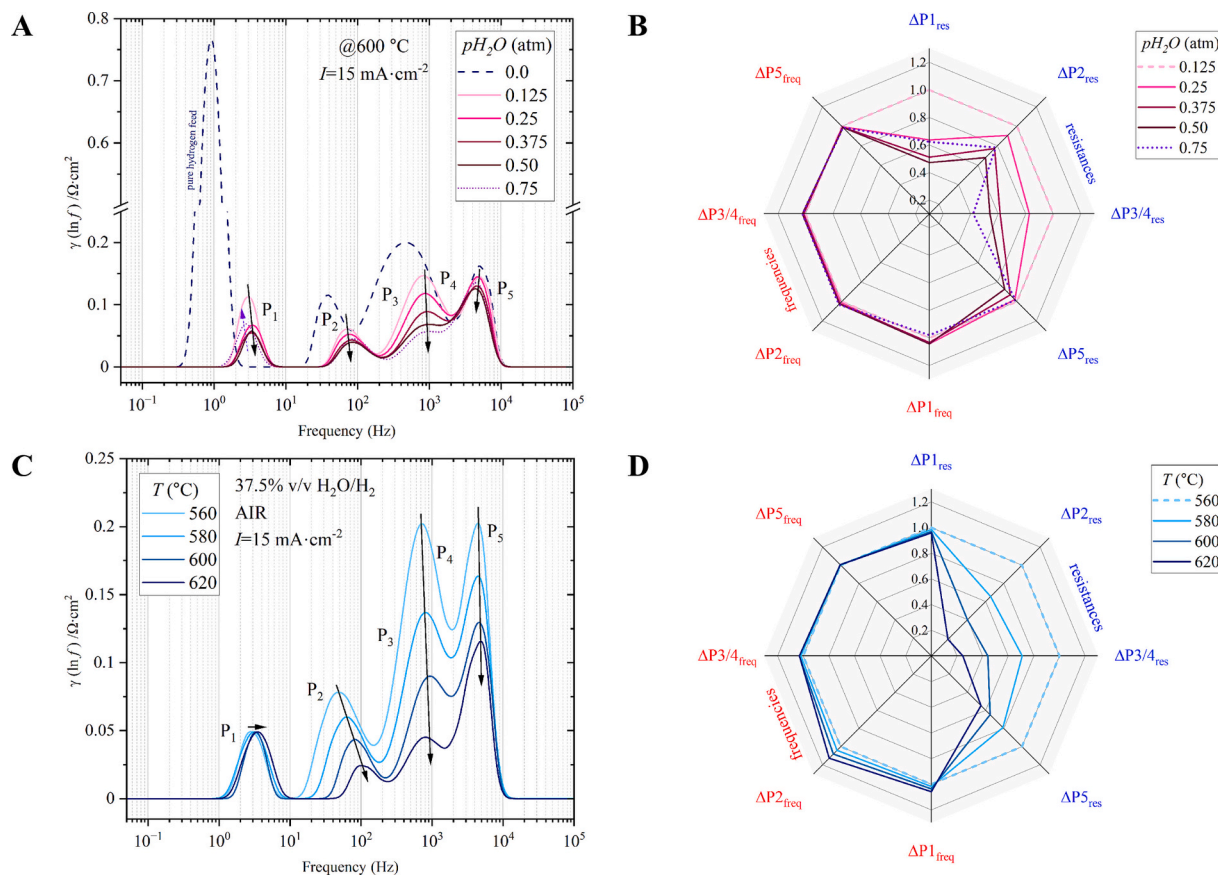 A
γ (ln f) /Ω·cm²
0.8
0.7
0.6
0.5
0.2
0.1
0
pure hydrogen feed
@600 °C
I=15 mA·cm⁻²
pH₂O (atm)
0.0
0.125
0.25
0.375
0.50
0.75
P₁
P₂
P₃
P₄
P₅
10⁻¹
10⁰
10¹
10²
10³
10⁴
10⁵
Frequency (Hz)
B
ΔP1res
ΔP2res
ΔP3/4res
ΔP5res
ΔP1freq
ΔP2freq
ΔP3/4freq
ΔP5freq
resistances
frequencies
1.2
1.0
0.8
0.6
0.4
0.2
pH₂O (atm)
0.125
0.25
0.375
0.50
0.75
C
γ (ln f) /Ω·cm²
0.25
0.2
0.15
0.1
0.05
0
T (°C)
560
580
600
620
37.5% v/v H₂O/H₂
AIR
I=15 mA·cm⁻²
P₁
P₂
P₃
P₄
P₅
10⁻¹
10⁰
10¹
10²
10³
10⁴
10⁵
Frequency (Hz)
D
ΔP1res
ΔP2res
ΔP3/4res
ΔP5res
ΔP1freq
ΔP2freq
ΔP3/4freq
ΔP5freq
resistances
frequencies
1.2
1.0
0.8
0.6
0.4
0.2
T (°C)
560
580
600
620